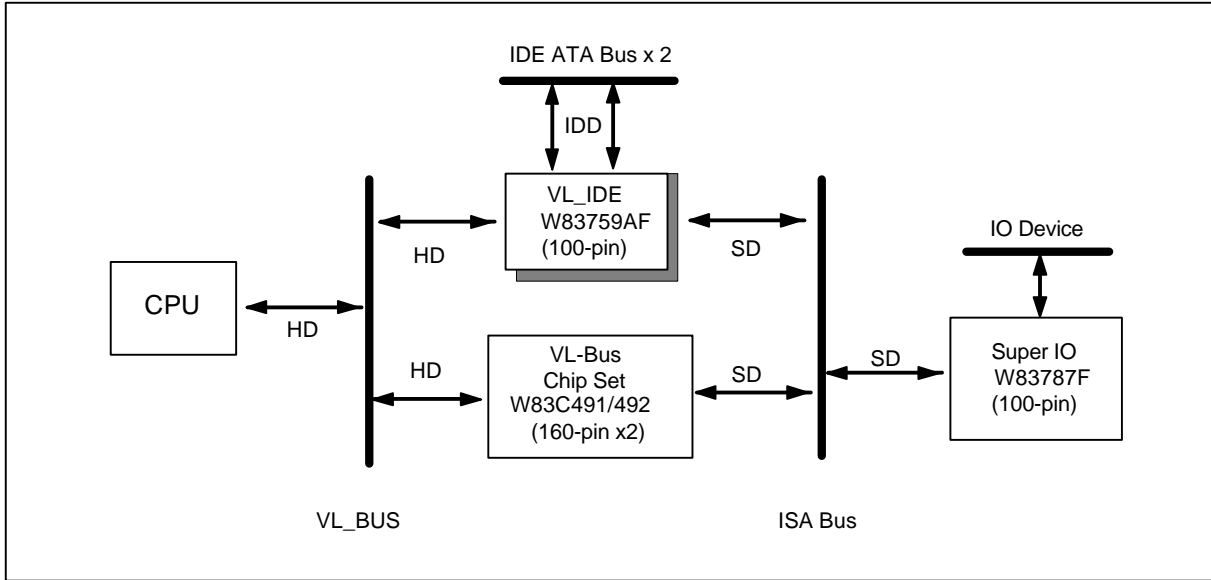 IDE ATA Bus x 2
IDD
VL_IDE
W83759AF
(100-pin)
HD
SD
IO Device
CPU
HD
VL-Bus
Chip Set
W83C491/492
(160-pin x2)
HD
SD
SD
Super IO
W83787F
(100-pin)
VL_BUS
ISA Bus